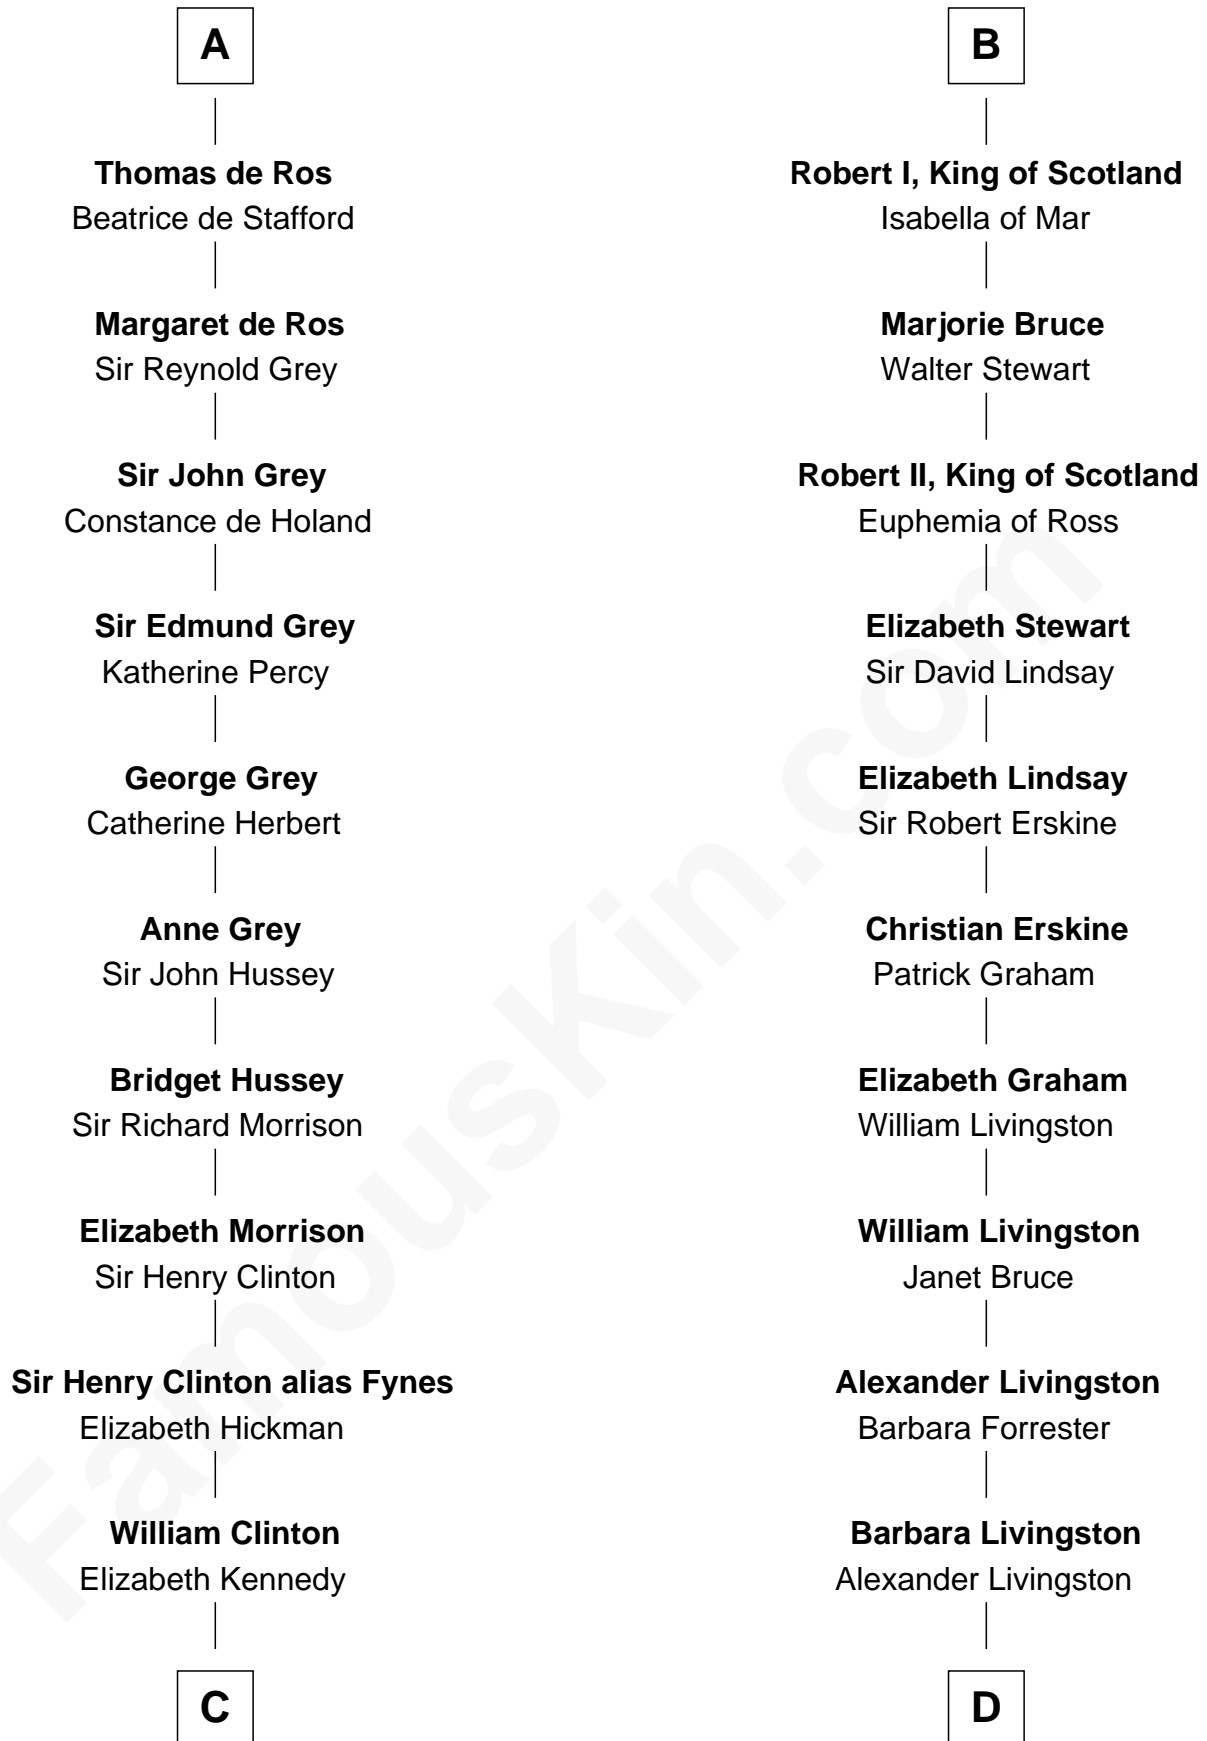 A
Thomas de Ros
Beatrice de Stafford
Margaret de Ros
Sir Reynold Grey
Sir John Grey
Constance de Holand
Sir Edmund Grey
Katherine Percy
George Grey
Catherine Herbert
Anne Grey
Sir John Hussey
Bridget Hussey
Sir Richard Morrison
Elizabeth Morrison
Sir Henry Clinton
Sir Henry Clinton alias Fynes
Elizabeth Hickman
William Clinton
Elizabeth Kennedy
C
B
Robert I, King of Scotland
Isabella of Mar
Marjorie Bruce
Walter Stewart
Robert II, King of Scotland
Euphemia of Ross
Elizabeth Stewart
Sir David Lindsay
Elizabeth Lindsay
Sir Robert Erskine
Christian Erskine
Patrick Graham
Elizabeth Graham
William Livingston
William Livingston
Janet Bruce
Alexander Livingston
Barbara Forrester
Barbara Livingston
Alexander Livingston
D
FamousKin.com